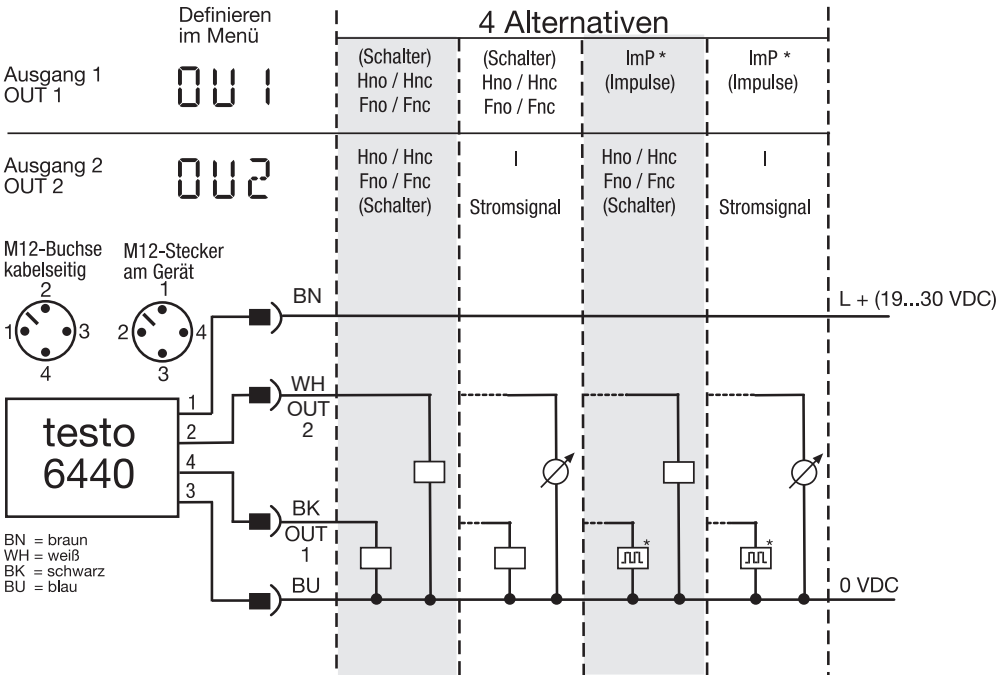 Definieren
im Menü
4 Alternativen
Ausgang 1
OUT 1
OU1
(Schalter)
Hno / Hnc
Fno / Fnc
(Schalter)
Hno / Hnc
Fno / Fnc
ImP *
(Impulse)
ImP *
(Impulse)
Ausgang 2
OUT 2
OU2
Hno / Hnc
Fno / Fnc
(Schalter)
I
Stromsignal
Hno / Hnc
Fno / Fnc
(Schalter)
I
Stromsignal
M12-Buchse
kabelseitig
2
1
3
4
M12-Stecker
am Gerät
1
2
4
3
BN
L + (19...30 VDC)
WH
OUT
2
testo
6440
1
2
4
3
BK
OUT
1
*
*
BU
0 VDC
BN = braun
WH = weiß
BK = schwarz
BU = blau